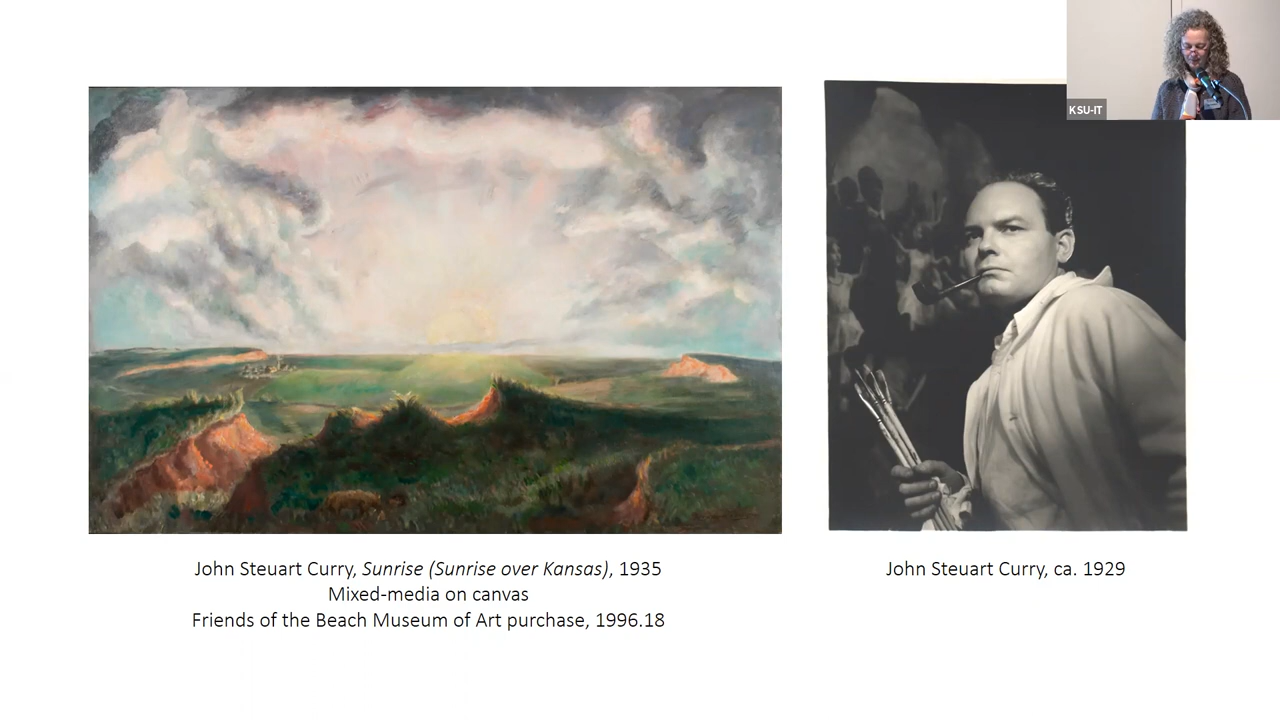 KSU-IT
John Steuart Curry, Sunrise (Sunrise over Kansas), 1935
Mixed-media on canvas
Friends of the Beach Museum of Art purchase, 1996.18
John Steuart Curry, ca. 1929